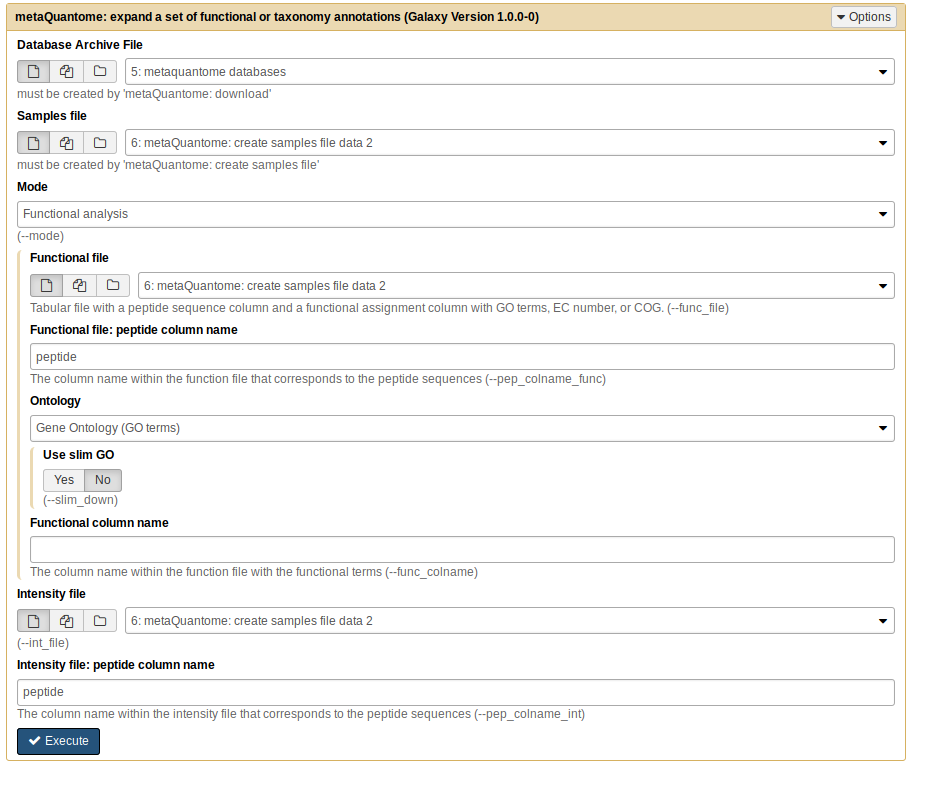 metaQuantome: expand a set of functional or taxonomy annotations (Galaxy Version 1.0.0-0) Options
Database Archive File
5: metaquantome databases
must be created by 'metaQuantome: download'
Samples file
6: metaQuantome: create samples file data 2
must be created by 'metaQuantome: create samples file'
Mode
Functional analysis
(--mode)
Functional file
6: metaQuantome: create samples file data 2
Tabular file with a peptide sequence column and a functional assignment column with GO terms, EC number, or COG. (--func_file)
Functional file: peptide column name
peptide
The column name within the function file that corresponds to the peptide sequences (--pep_colname_func)
Ontology
Gene Ontology (GO terms)
Use slim GO
Yes No
(--slim_down)
Functional column name
The column name within the function file with the functional terms (--func_colname)
Intensity file
6: metaQuantome: create samples file data 2
(--int_file)
Intensity file: peptide column name
peptide
The column name within the intensity file that corresponds to the peptide sequences (--pep_colname_int)
Execute